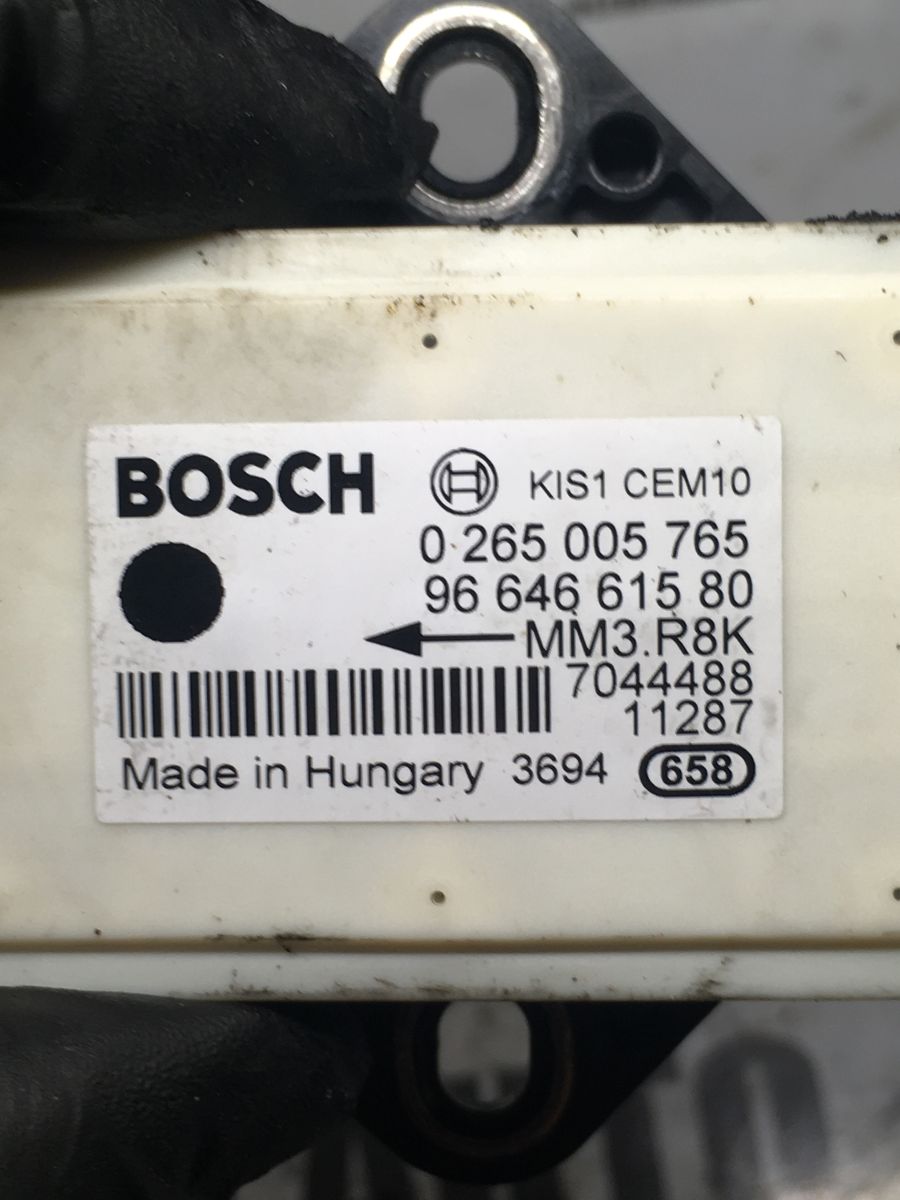 BOSCH KIS1 CEM10
0 265 005 765
96 646 615 80
MM3.R8K
7044488
11287
Made in Hungary 3694 658